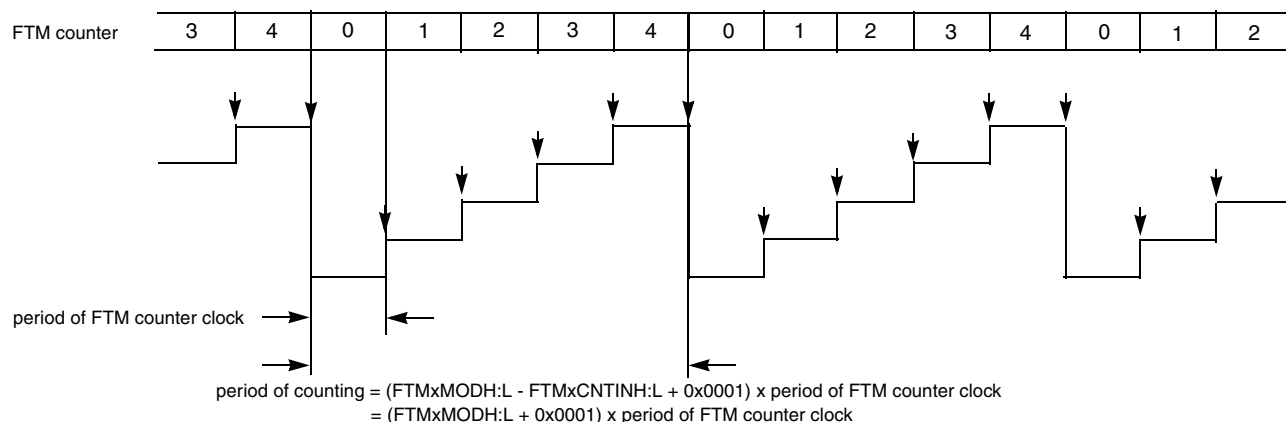 FTM counter 3 4 0 1 2 3 4 0 1 2 3 4 0 1 2
period of FTM counter clock
period of counting = (FTMxMODH:L - FTMxCNTINH:L + 0x0001) x period of FTM counter clock
= (FTMxMODH:L + 0x0001) x period of FTM counter clock